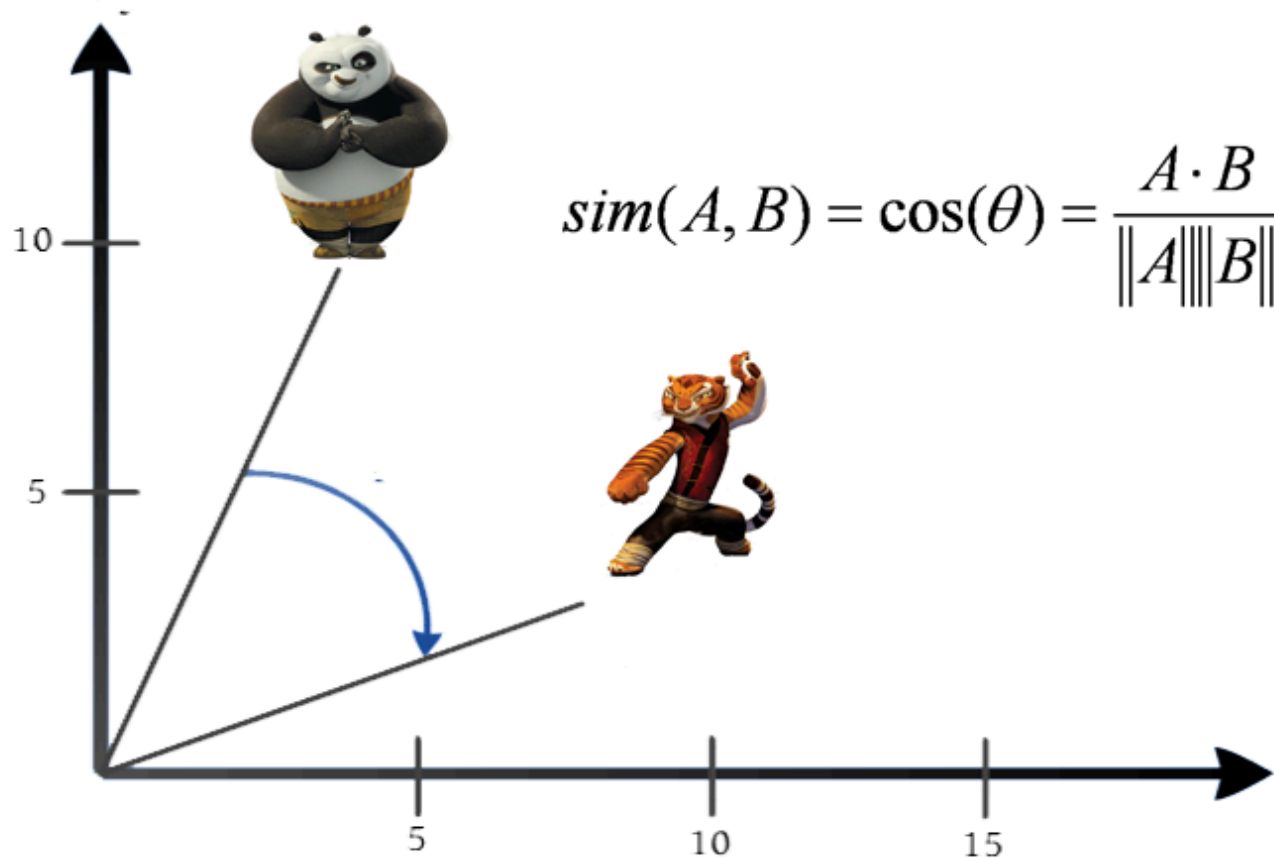 10
sim(A, B) = cos(θ) = A · B / ||A||||B||
5
5 10 15